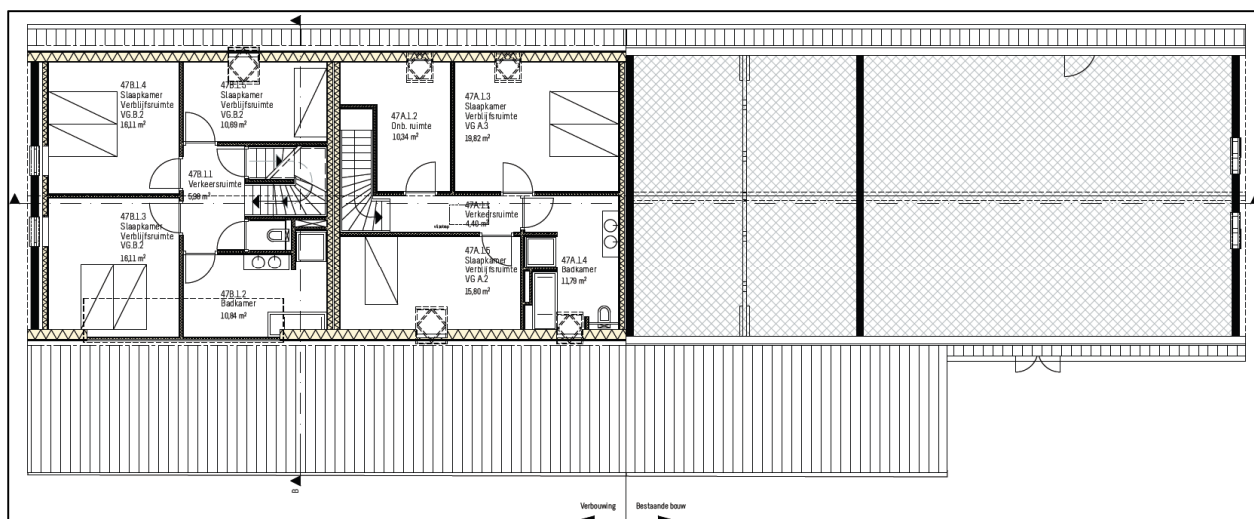 47B.1.4
Slaapkamer
Verblijfsruimte
VG.B.2
16,11 m²
47B.1.5
Slaapkamer
Verblijfsruimte
VG.B.2
10,69 m²
47A.1.2
Onb. ruimte
10,34 m²
47A.1.3
Slaapkamer
Verblijfsruimte
VG A.3
19,82 m²
47B.1.1
Verkeersruimte
5,99 m²
47B.1.3
Slaapkamer
Verblijfsruimte
VG.B.2
16,11 m²
47A.1.1
Verkeersruimte
4,40 m²
47A.1.5
Slaapkamer
Verblijfsruimte
VG A.2
15,80 m²
47A.1.4
Badkamer
11,79 m²
47B.1.2
Badkamer
10,84 m²
B
Verbouwing
Bestaande bouw